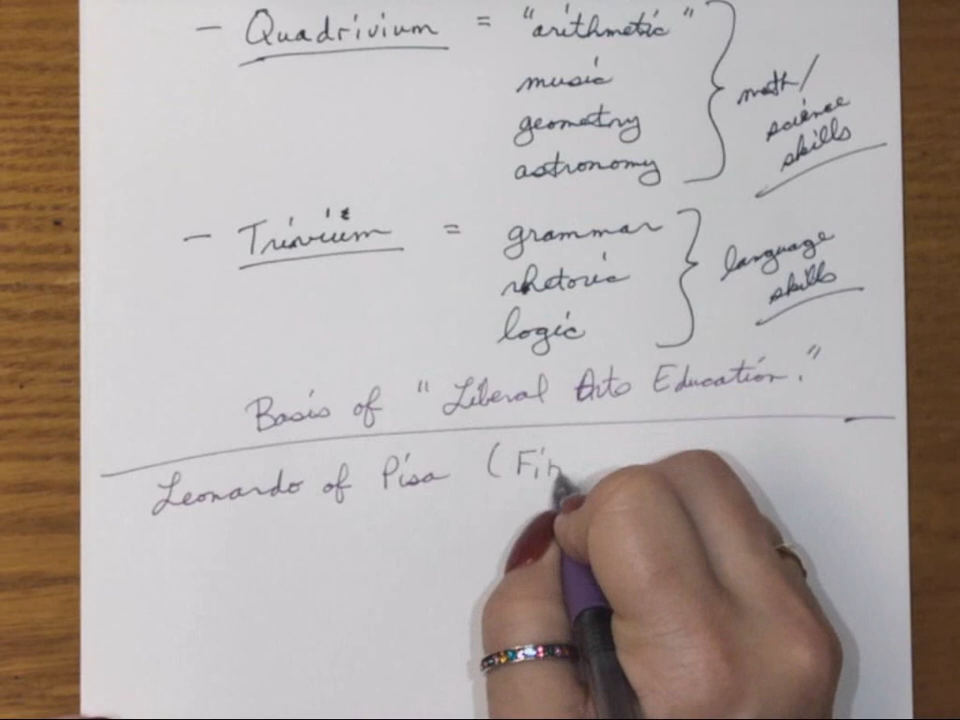 - Quadrivium = "arithmetic"
music
geometry
astronomy
math/
science
skills
- Trivium = grammar
rhetoric
logic
language
skills
Basis of "Liberal Arts Education."
Leonardo of Pisa (Fin